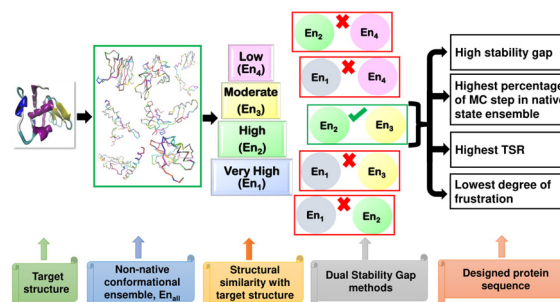 Low
(En4)
Moderate
(En3)
High
(En2)
Very High
(En1)
En2
En4
En1
En4
En2
En3
En1
En3
En1
En2
High stability gap
Highest percentage
of MC step in native
state ensemble
Highest TSR
Lowest degree of
frustration
Target
structure
Non-native
conformational
ensemble, Enall
Structural
similarity with
target structure
Dual Stability Gap
methods
Designed protein
sequence